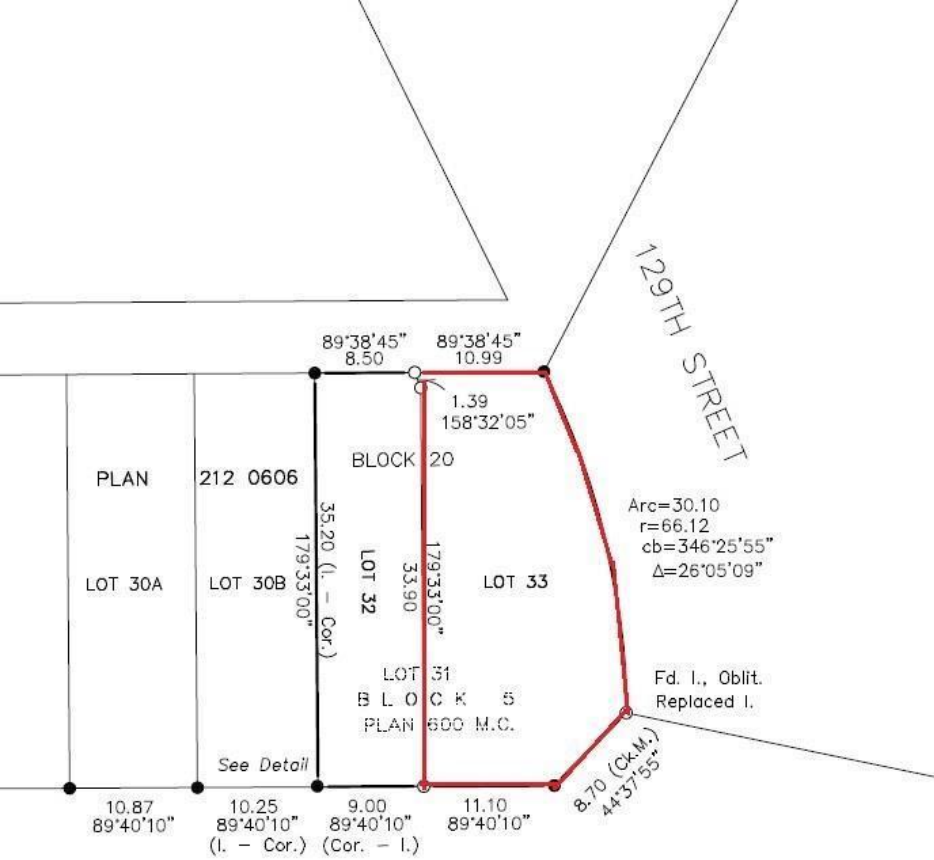 129TH STREET
89°38'45"
8.50
89°38'45"
10.99
1.39
158°32'05"
BLOCK 20
PLAN
212 0606
Arc=30.10
r=66.12
cb=346°25'55"
Δ=26°05'09"
35.20 (I. - Cor.)
179°33'00"
LOT 32
33.90
179°33'00"
LOT 30A
LOT 30B
LOT 33
LOT 31
BLOCK 5
PLAN 600 M.C.
Fd. I., Oblit.
Replaced I.
8.70 (Ck.M.)
44°37'55"
See Detail
10.87
89°40'10"
10.25
89°40'10"
(I. - Cor.)
9.00
89°40'10"
(Cor. - I.)
11.10
89°40'10"